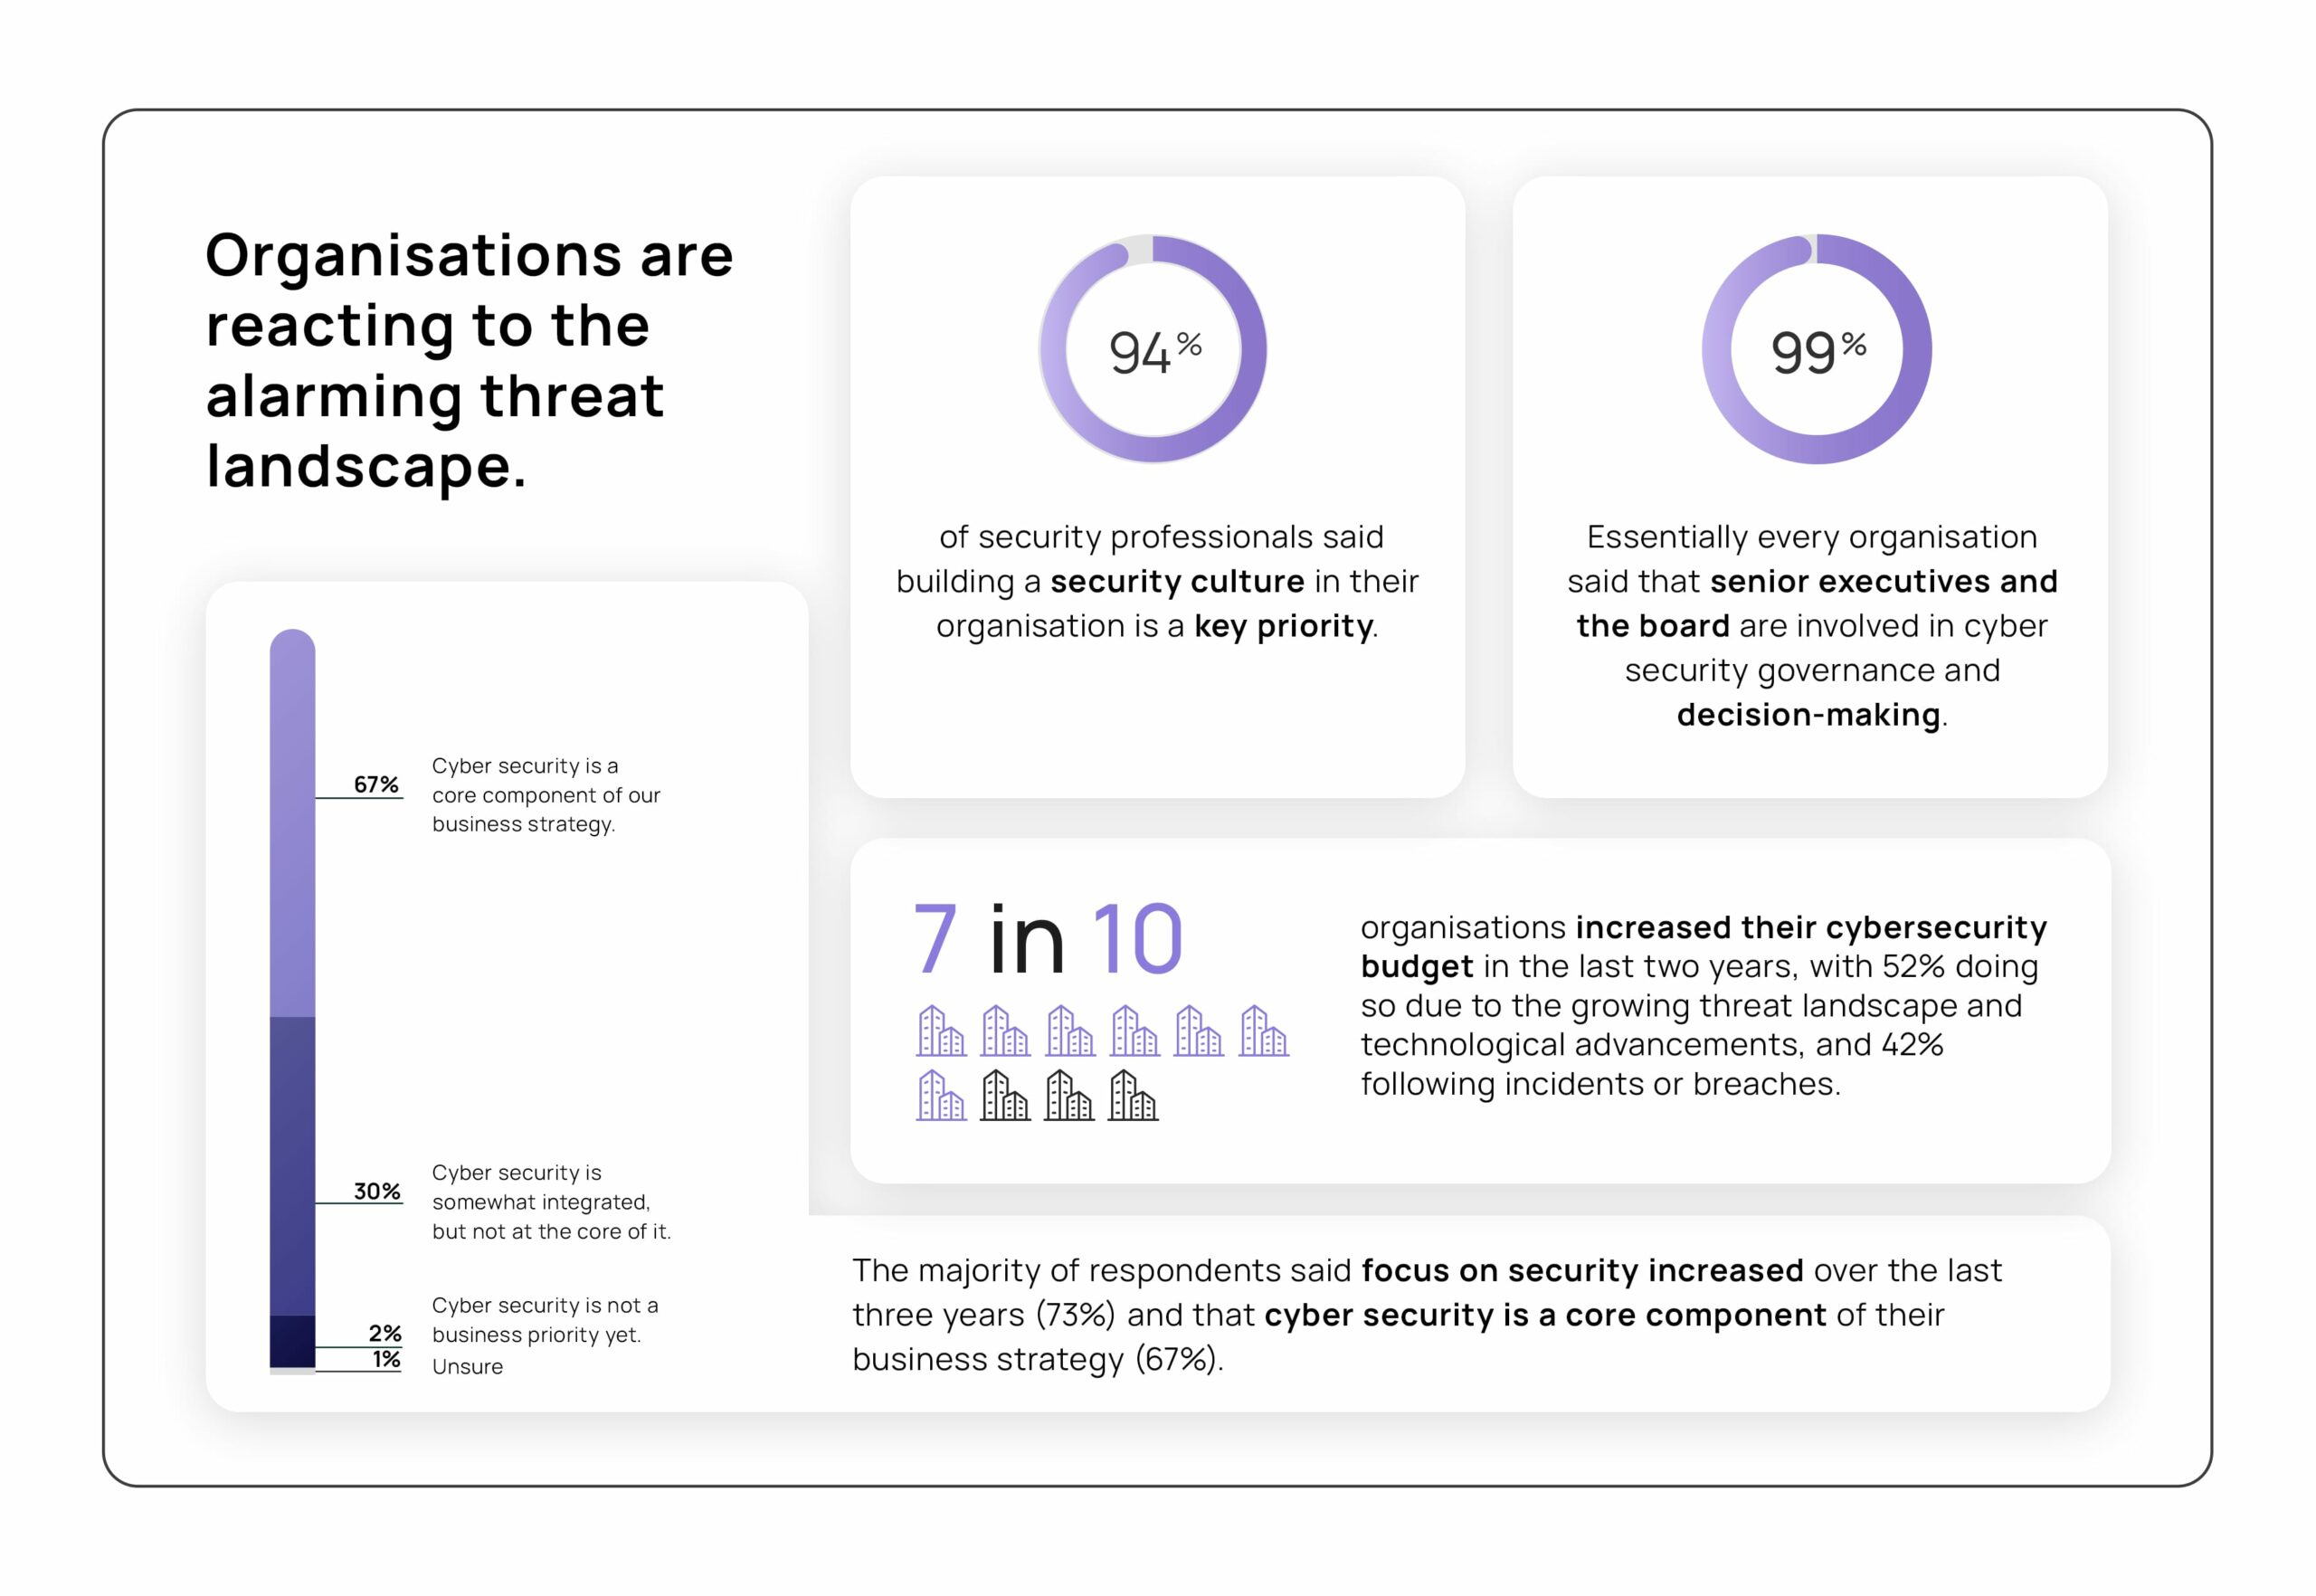 Organisations are
reacting to the
alarming threat
landscape.
94%
of security professionals said
building a security culture in their
organisation is a key priority.
99%
Essentially every organisation
said that senior executives and
the board are involved in cyber
security governance and
decision-making.
67%
Cyber security is a
core component of our
business strategy.
30%
Cyber security is
somewhat integrated,
but not at the core of it.
2%
Cyber security is not a
business priority yet.
1%
Unsure
7 in 10
organisations increased their cybersecurity
budget in the last two years, with 52% doing
so due to the growing threat landscape and
technological advancements, and 42%
following incidents or breaches.
The majority of respondents said focus on security increased over the last
three years (73%) and that cyber security is a core component of their
business strategy (67%).